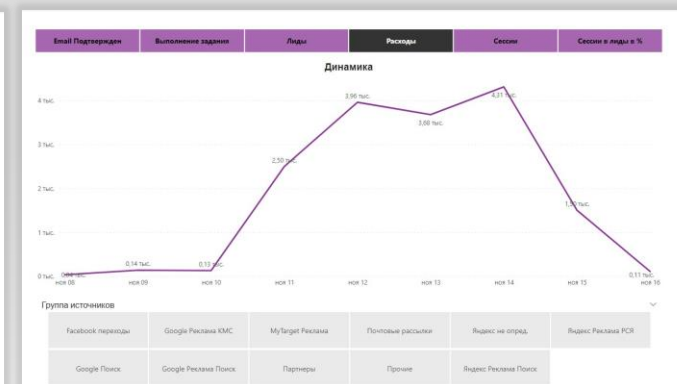 Email Подтвержден Выполнение задания Лиды Расходы Сессии Сессии в лиды в %
Динамика
4 тыс.
3 тыс.
2 тыс.
1 тыс.
0 тыс.
0,14 тыс.
0,13 тыс.
2,50 тыс.
3,96 тыс.
3,66 тыс.
4,31 тыс.
0,11 тыс.
ноя 08 ноя 09 ноя 10 ноя 11 ноя 12 ноя 13 ноя 14 ноя 15 ноя 16
Группа источников
Facebook переходы Google Реклама КМС MyTarget Реклама Почтовые рассылки Яндекс не опред. Яндекс Реклама РСЯ
Google Поиск Google Реклама Поиск Партнеры Прочие Яндекс Реклама Поиск